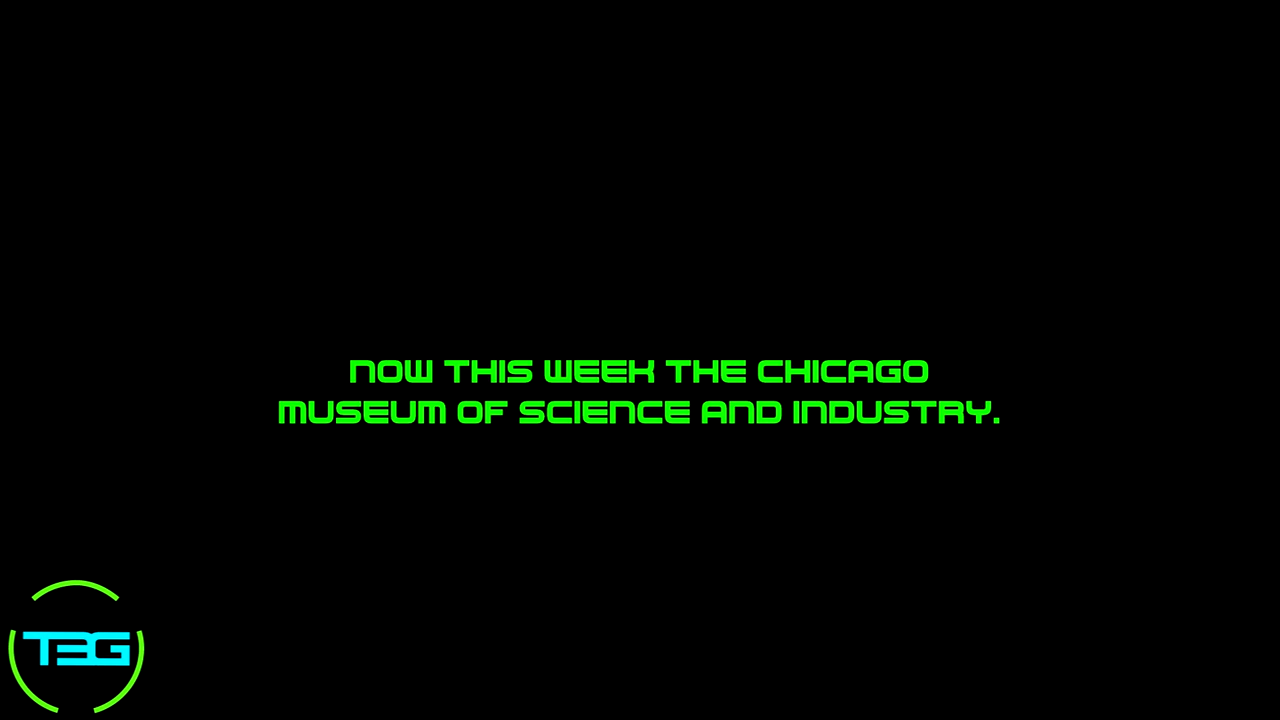 NOW THIS WEEK THE CHICAGO
MUSEUM OF SCIENCE AND INDUSTRY.
TBG